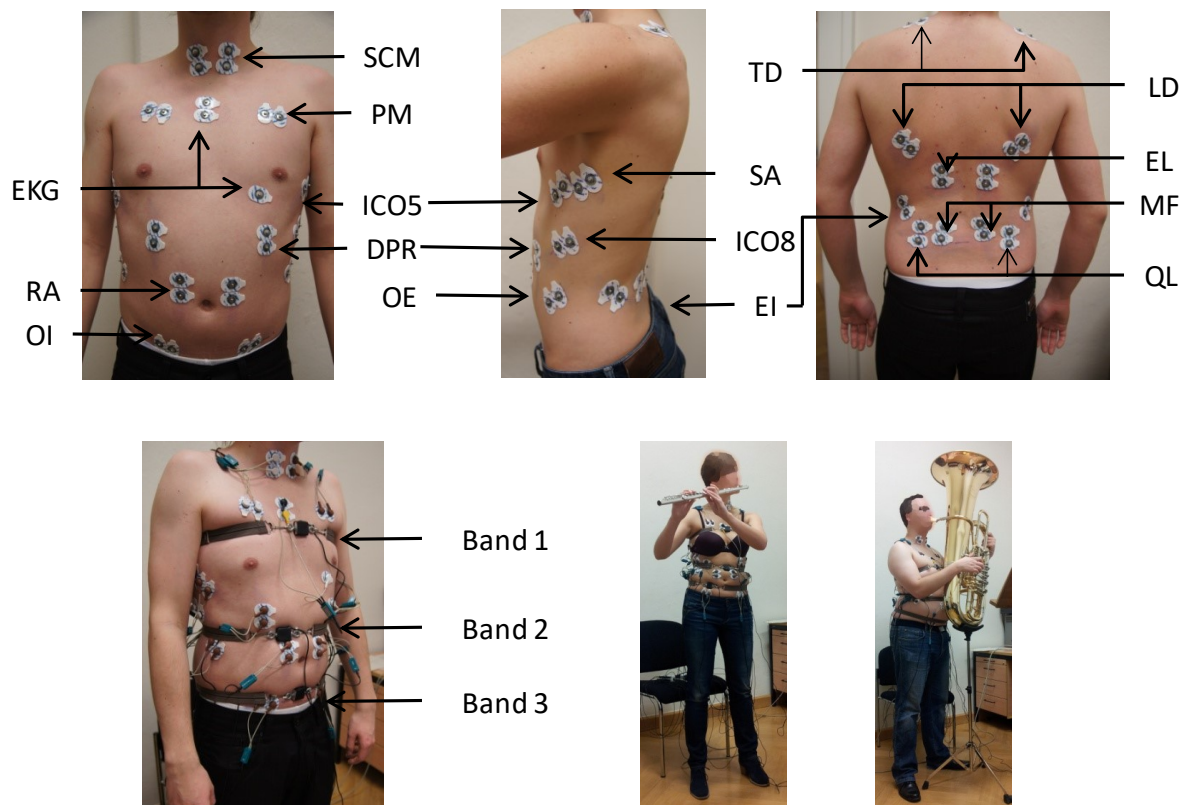 SCM
PM
EKG
ICO5
DPR
RA
OE
OI
TD
LD
SA
EL
MF
ICO8
QL
EI
Band 1
Band 2
Band 3